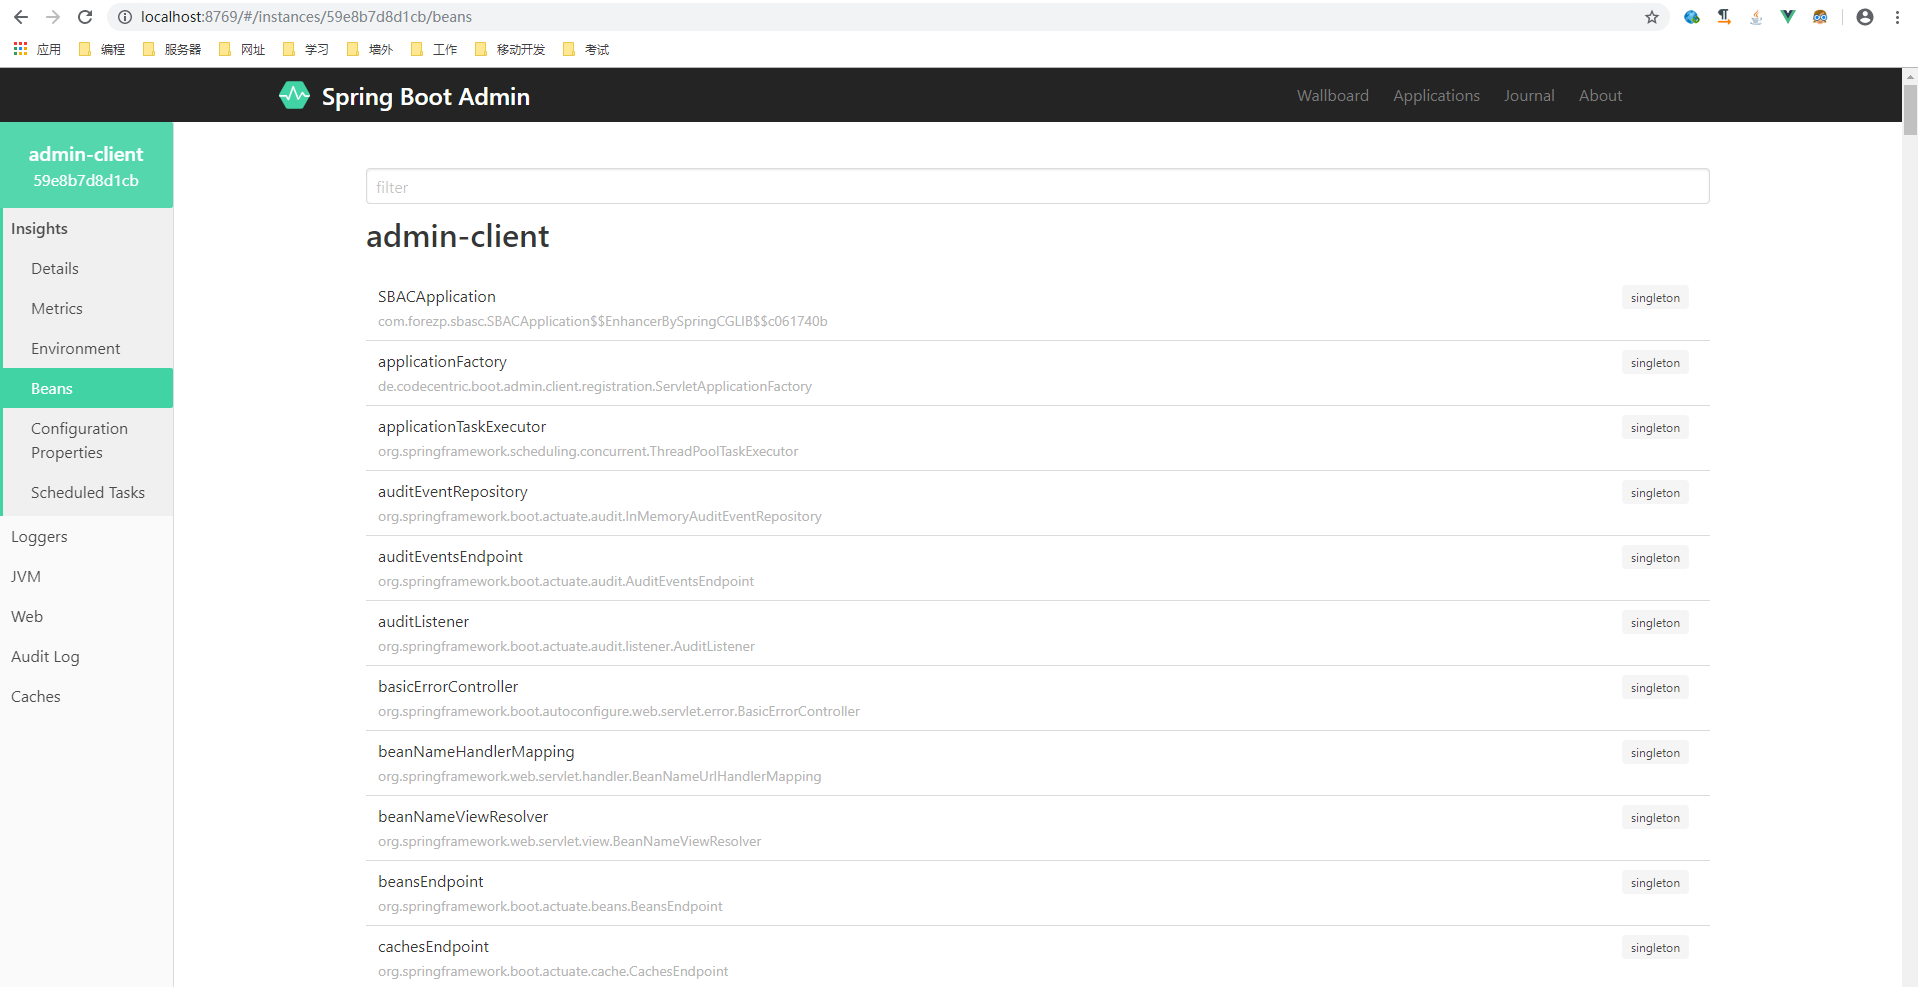 localhost:8769/#/instances/59e8b7d8d1cb/beans
应用 编程 服务器 网址 学习 墙外 工作 移动开发 考试
Spring Boot Admin
Wallboard Applications Journal About
admin-client
59e8b7d8d1cb
Insights
Details
Metrics
Environment
Beans
Configuration
Properties
Scheduled Tasks
Loggers
JVM
Web
Audit Log
Caches
filter
admin-client
SBACApplication singleton
com.forezp.sbasc.SBACApplication$$EnhancerBySpringCGLIB$$c061740b
applicationFactory singleton
de.codecentric.boot.admin.client.registration.ServletApplicationFactory
applicationTaskExecutor singleton
org.springframework.scheduling.concurrent.ThreadPoolTaskExecutor
auditEventRepository singleton
org.springframework.boot.actuate.audit.InMemoryAuditEventRepository
auditEventsEndpoint singleton
org.springframework.boot.actuate.audit.AuditEventsEndpoint
auditListener singleton
org.springframework.boot.actuate.audit.listener.AuditListener
basicErrorController singleton
org.springframework.boot.autoconfigure.web.servlet.error.BasicErrorController
beanNameHandlerMapping singleton
org.springframework.web.servlet.handler.BeanNameUrlHandlerMapping
beanNameViewResolver singleton
org.springframework.web.servlet.view.BeanNameViewResolver
beansEndpoint singleton
org.springframework.boot.actuate.beans.BeansEndpoint
cachesEndpoint singleton
org.springframework.boot.actuate.cache.CachesEndpoint